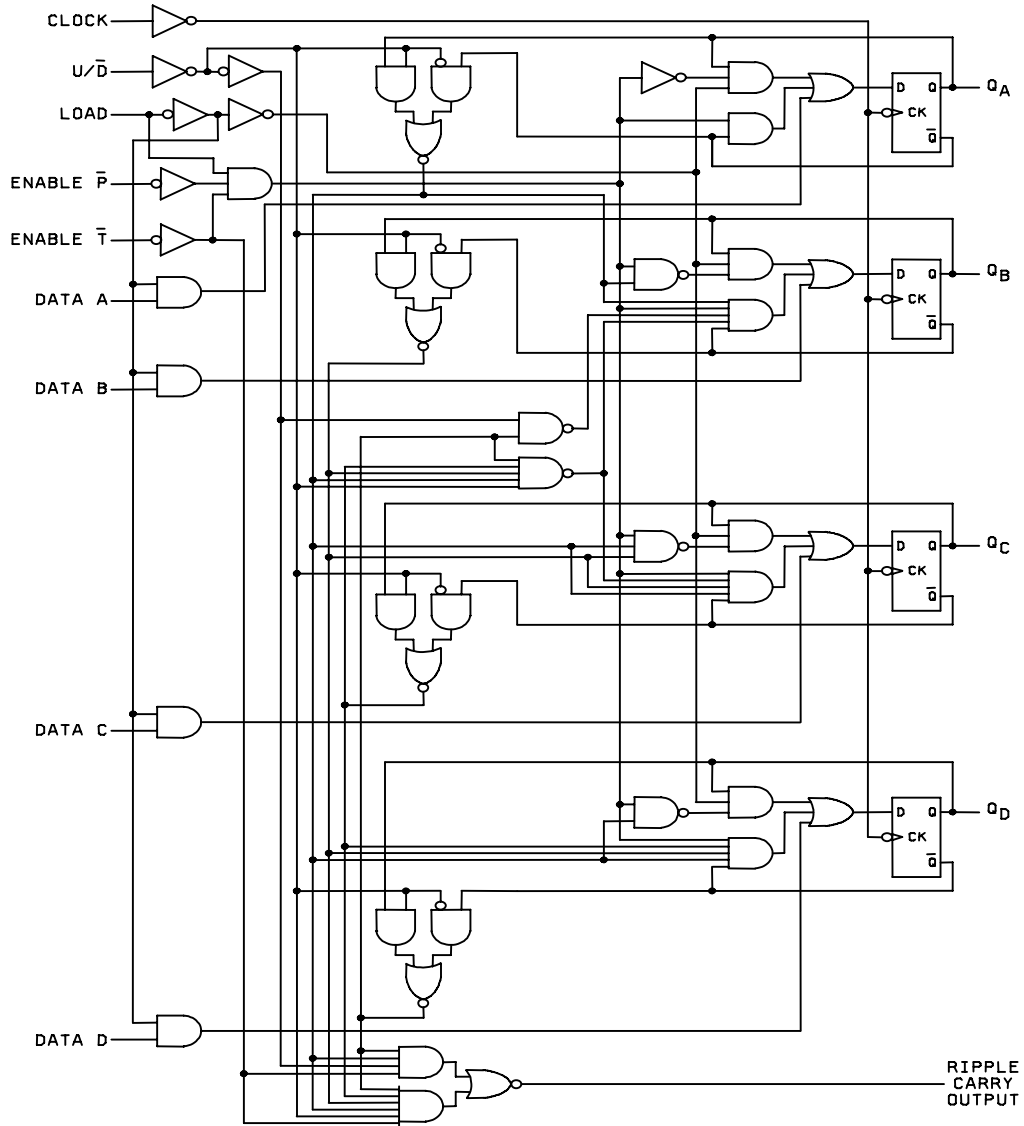 CLOCK
U/D̅
LOAD
ENABLE P̅
ENABLE T̅
DATA A
DATA B
DATA C
DATA D
D Q
CK
Q̅
Q_A
D Q
CK
Q̅
Q_B
D Q
CK
Q̅
Q_C
D Q
CK
Q̅
Q_D
RIPPLE
CARRY
OUTPUT